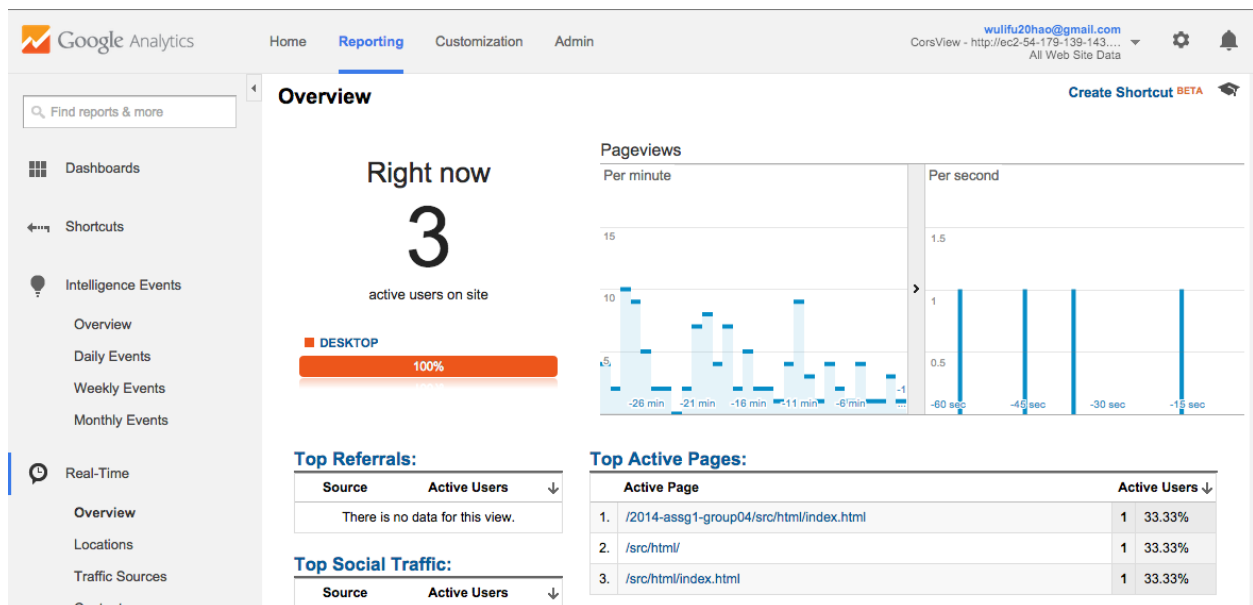 Google Analytics
Home Reporting Customization Admin
wulifu20hao@gmail.com
CorsView - http://ec2-54-179-139-143....
All Web Site Data
Find reports & more
Dashboards
Shortcuts
Intelligence Events
Overview
Daily Events
Weekly Events
Monthly Events
Real-Time
Overview
Locations
Traffic Sources
Overview
Create Shortcut BETA
Right now
3
active users on site
DESKTOP
100%
Pageviews
Per minute
15
10
5
-26 min -21 min -16 min -11 min -6 min
-1
...
Per second
1.5
1
0.5
-60 sec -45 sec -30 sec -15 sec
Top Referrals:
Source Active Users
There is no data for this view.
Top Social Traffic:
Source Active Users
Top Active Pages:
Active Page Active Users
1. /2014-assg1-group04/src/html/index.html 1 33.33%
2. /src/html/ 1 33.33%
3. /src/html/index.html 1 33.33%